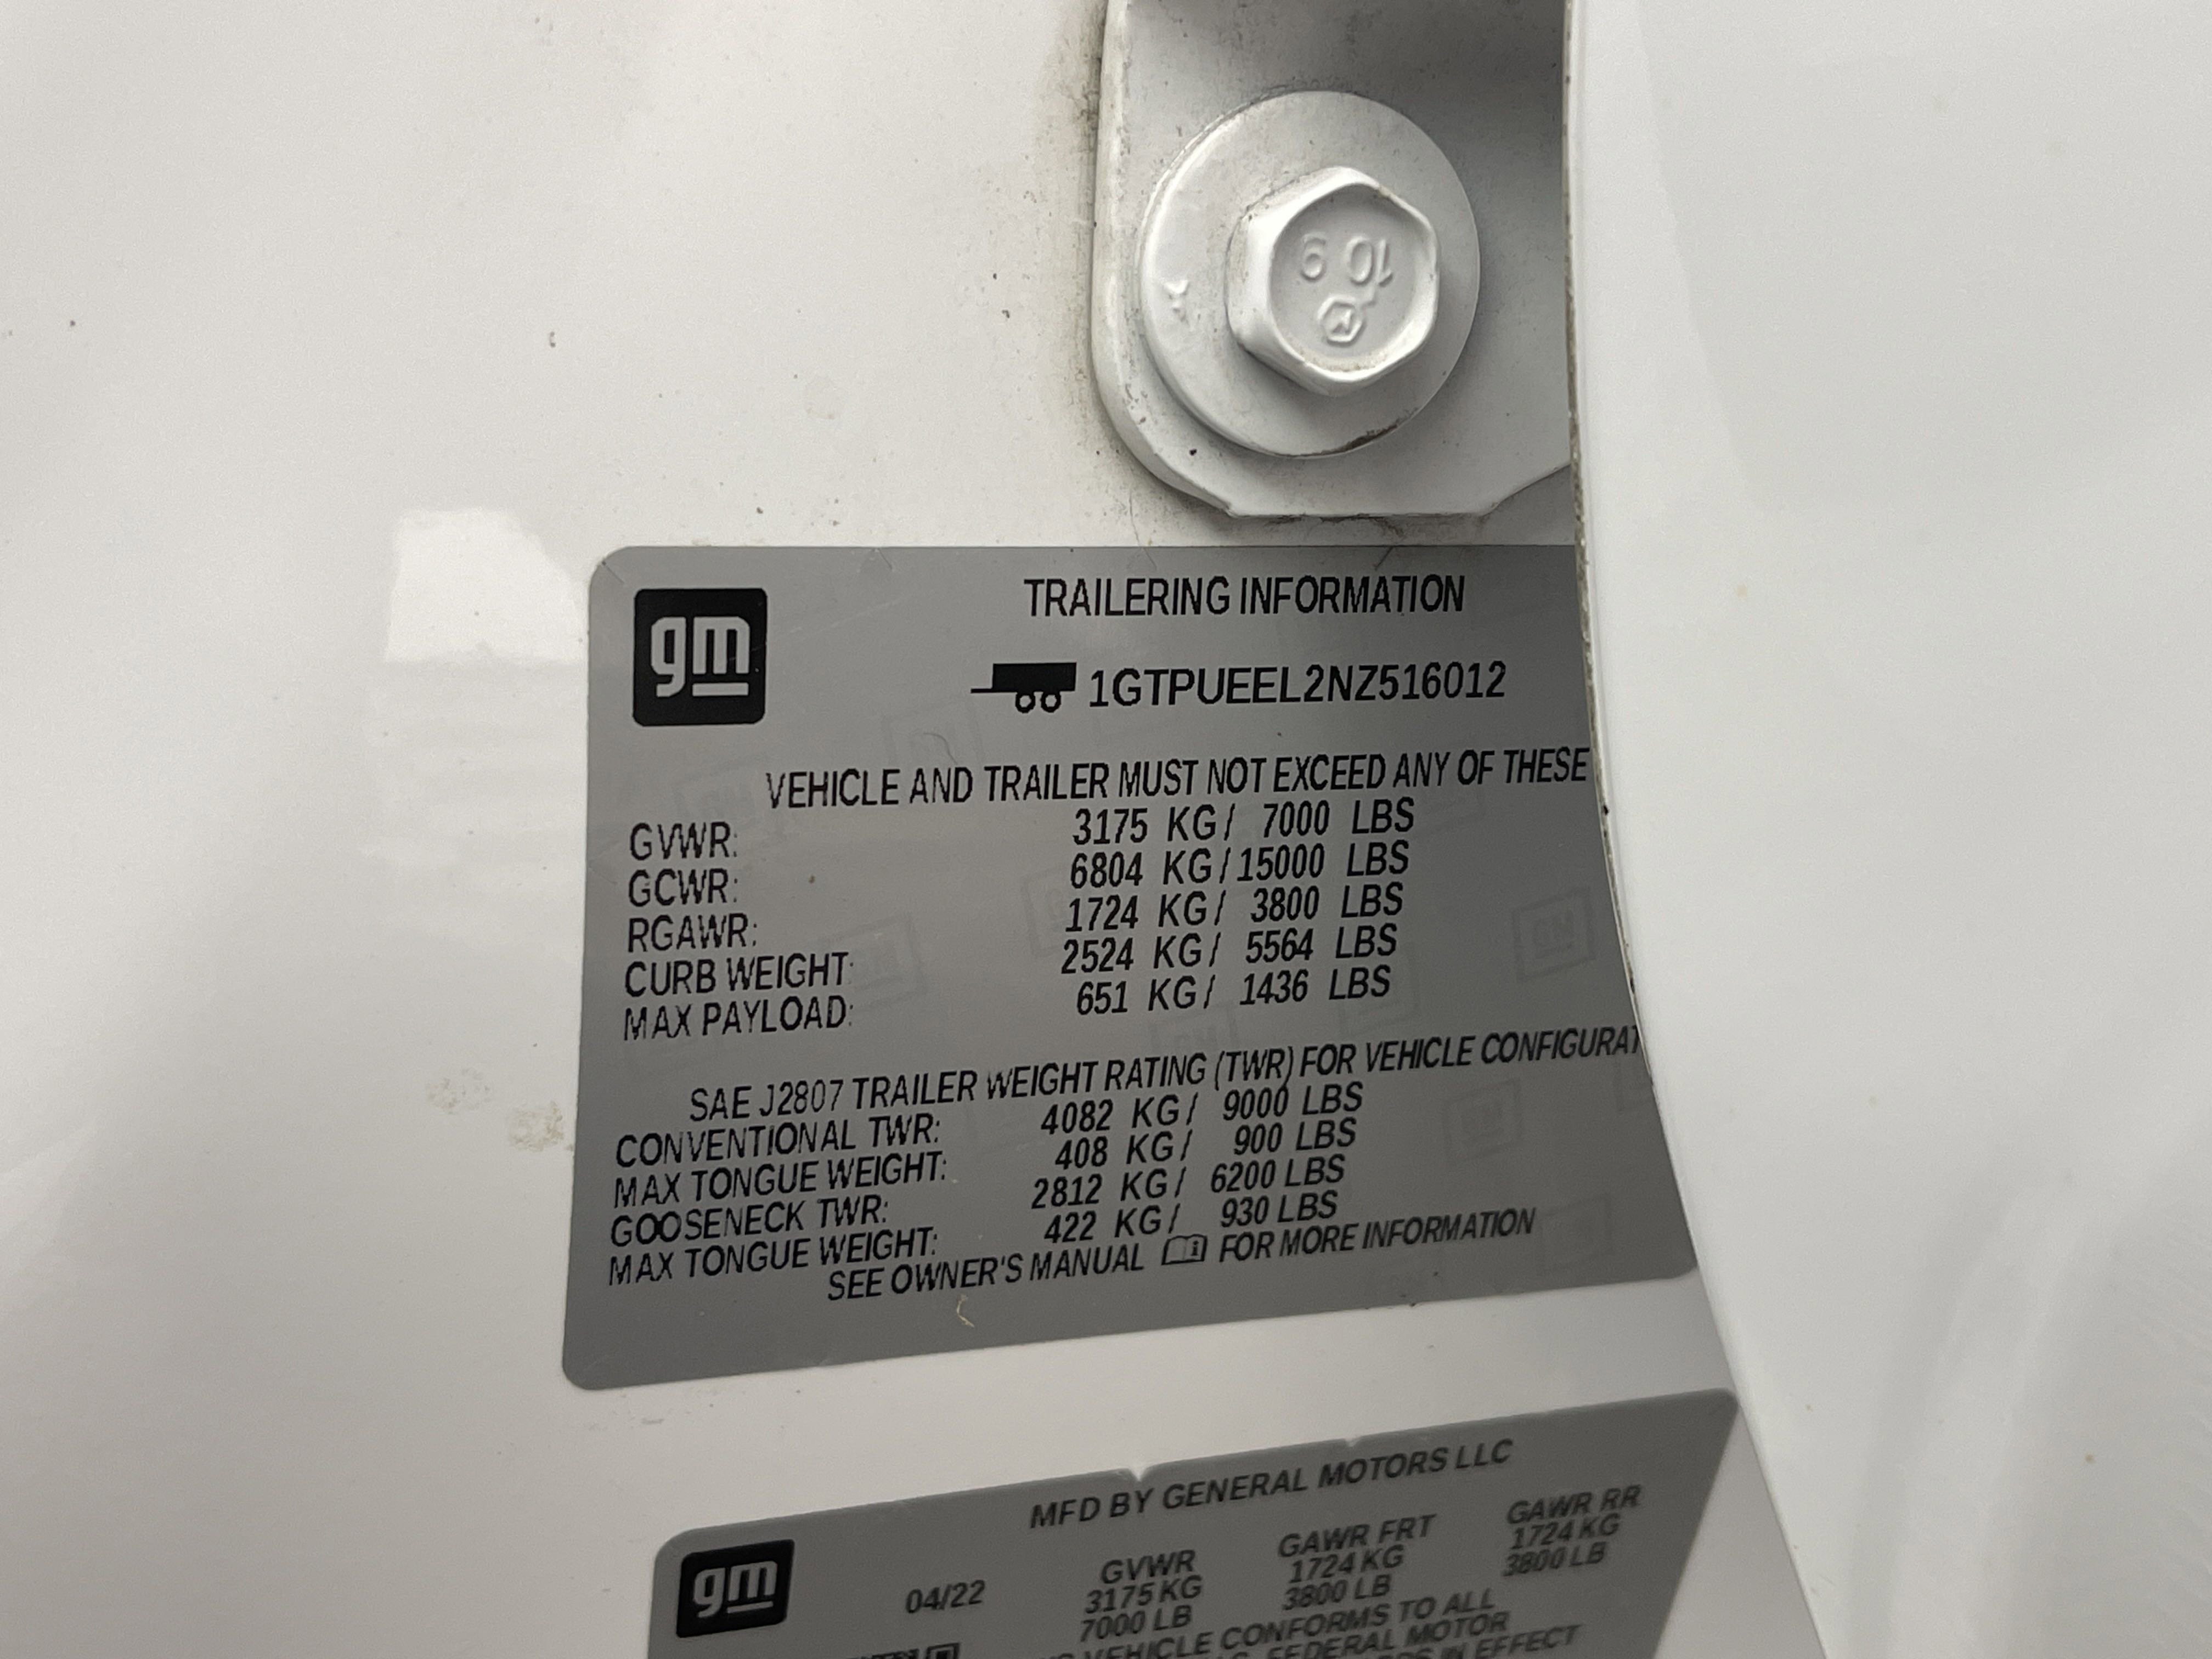 10 9
gm
TRAILERING INFORMATION
1GTPUEEL2NZ516012
VEHICLE AND TRAILER MUST NOT EXCEED ANY OF THESE
GVWR: 3175 KG/ 7000 LBS
GCWR: 6804 KG/15000 LBS
RGAWR: 1724 KG/ 3800 LBS
CURB WEIGHT: 2524 KG/ 5564 LBS
MAX PAYLOAD: 651 KG/ 1436 LBS
SAE J2807 TRAILER WEIGHT RATING (TWR) FOR VEHICLE CONFIGURAT
CONVENTIONAL TWR: 4082 KG/ 9000 LBS
MAX TONGUE WEIGHT: 408 KG/ 900 LBS
GOOSENECK TWR: 2812 KG/ 6200 LBS
MAX TONGUE WEIGHT: 422 KG/ 930 LBS
SEE OWNER'S MANUAL FOR MORE INFORMATION
MFD BY GENERAL MOTORS LLC
gm
04/22
GVWR GAWR FRT GAWR RR
3175 KG 1724 KG 1724 KG
7000 LB 3800 LB 3800 LB
VEHICLE CONFORMS TO ALL
FEDERAL MOTOR
IN EFFECT